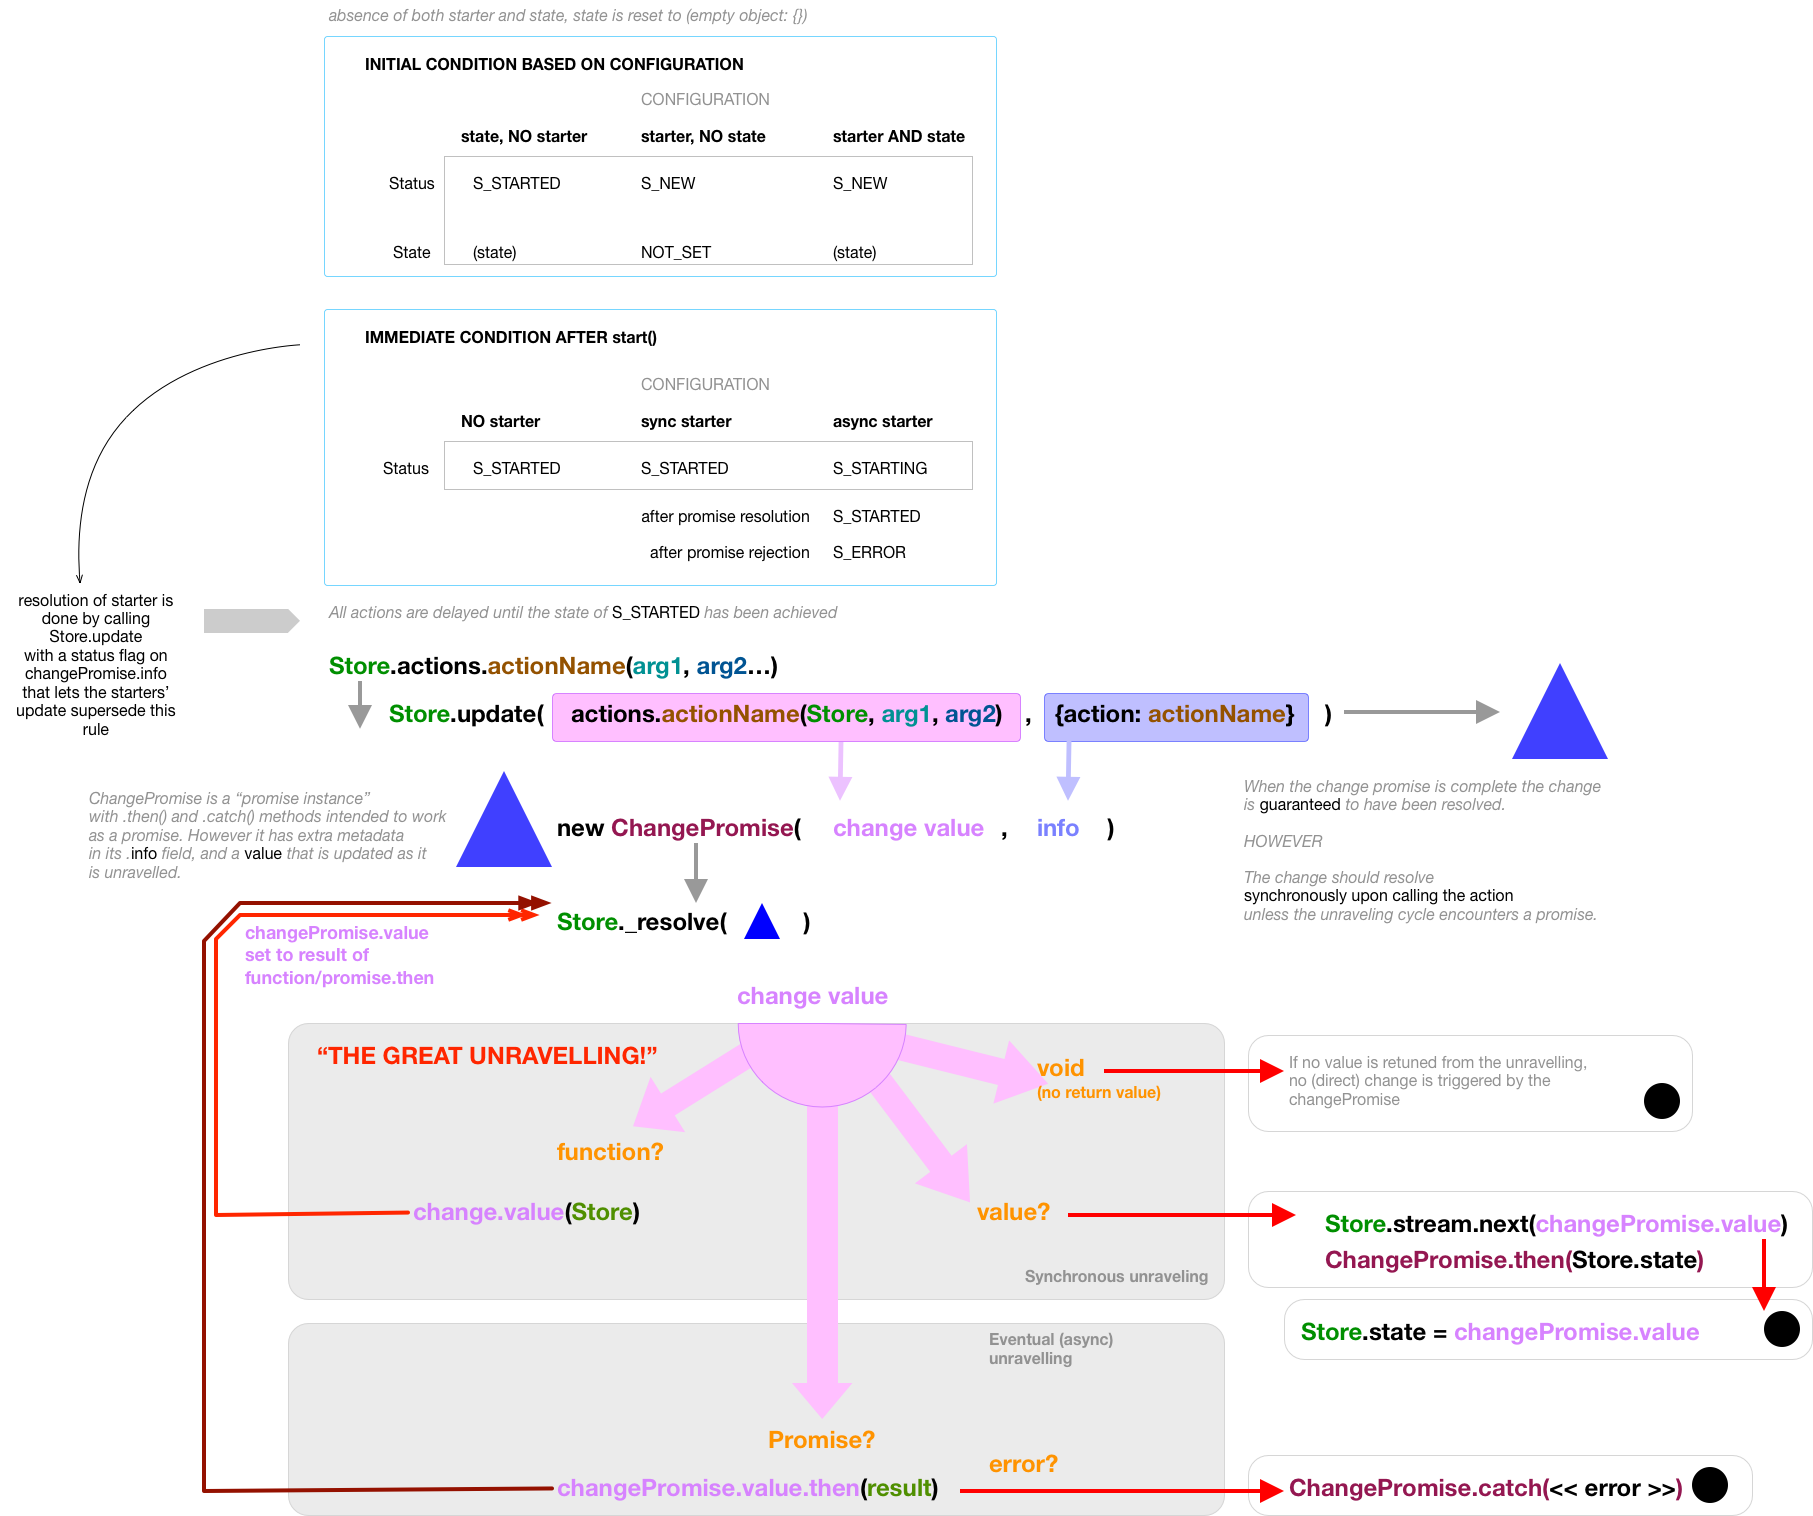 absence of both starter and state, state is reset to (empty object: {})
INITIAL CONDITION BASED ON CONFIGURATION
CONFIGURATION
state, NO starter starter, NO state starter AND state
Status S_STARTED S_NEW S_NEW
State (state) NOT_SET (state)
IMMEDIATE CONDITION AFTER start()
CONFIGURATION
NO starter sync starter async starter
Status S_STARTED S_STARTED S_STARTING
after promise resolution S_STARTED
after promise rejection S_ERROR
resolution of starter is
done by calling
Store.update
with a status flag on
changePromise.info
that lets the starters’
update supersede this
rule
All actions are delayed until the state of S_STARTED has been achieved
Store.actions.actionName(arg1, arg2...)
Store.update( actions.actionName(Store, arg1, arg2) , {action: actionName} )
ChangePromise is a “promise instance”
with .then() and .catch() methods intended to work
as a promise. However it has extra metadata
in its .info field, and a value that is updated as it
is unravelled.
new ChangePromise( change value , info )
When the change promise is complete the change
is guaranteed to have been resolved.
HOWEVER
The change should resolve
synchronously upon calling the action
unless the unraveling cycle encounters a promise.
Store._resolve( )
changePromise.value
set to result of
function/promise.then
change value
“THE GREAT UNRAVELLING!”
void
(no return value)
If no value is retuned from the unravelling,
no (direct) change is triggered by the
changePromise
function?
change.value(Store)
value?
Store.stream.next(changePromise.value)
ChangePromise.then(Store.state)
Synchronous unraveling
Store.state = changePromise.value
Eventual (async)
unravelling
Promise?
changePromise.value.then(result)
error?
ChangePromise.catch(<< error >>)